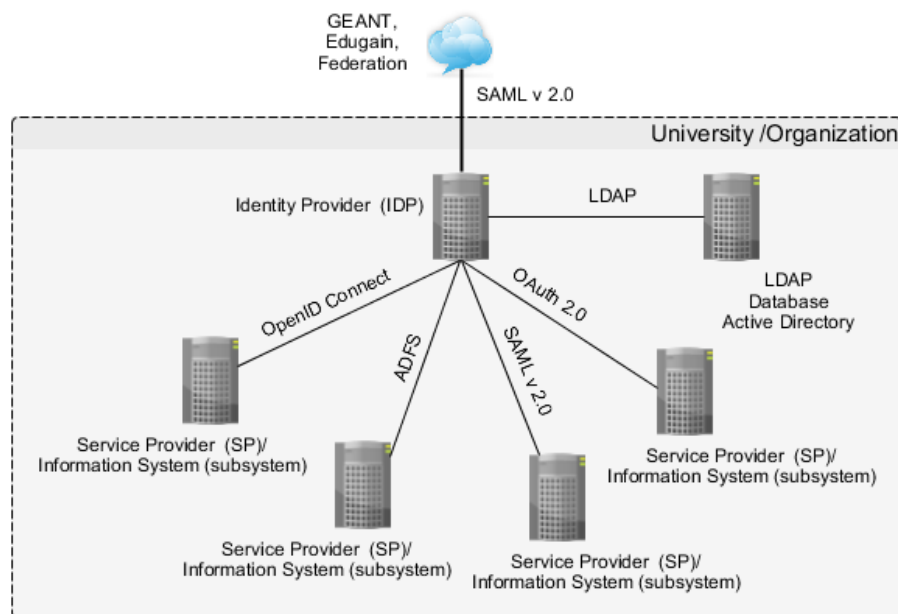 GEANT,
Edugain,
Federation
SAML v 2.0
University /Organization
Identity Provider (IDP)
LDAP
LDAP
Database
Active Directory
OpenID Connect
ADFS
SAML v 2.0
OAuth 2.0
Service Provider (SP)/
Information System (subsystem)
Service Provider (SP)/
Information System (subsystem)
Service Provider (SP)/
Information System (subsystem)
Service Provider (SP)/
Information System (subsystem)